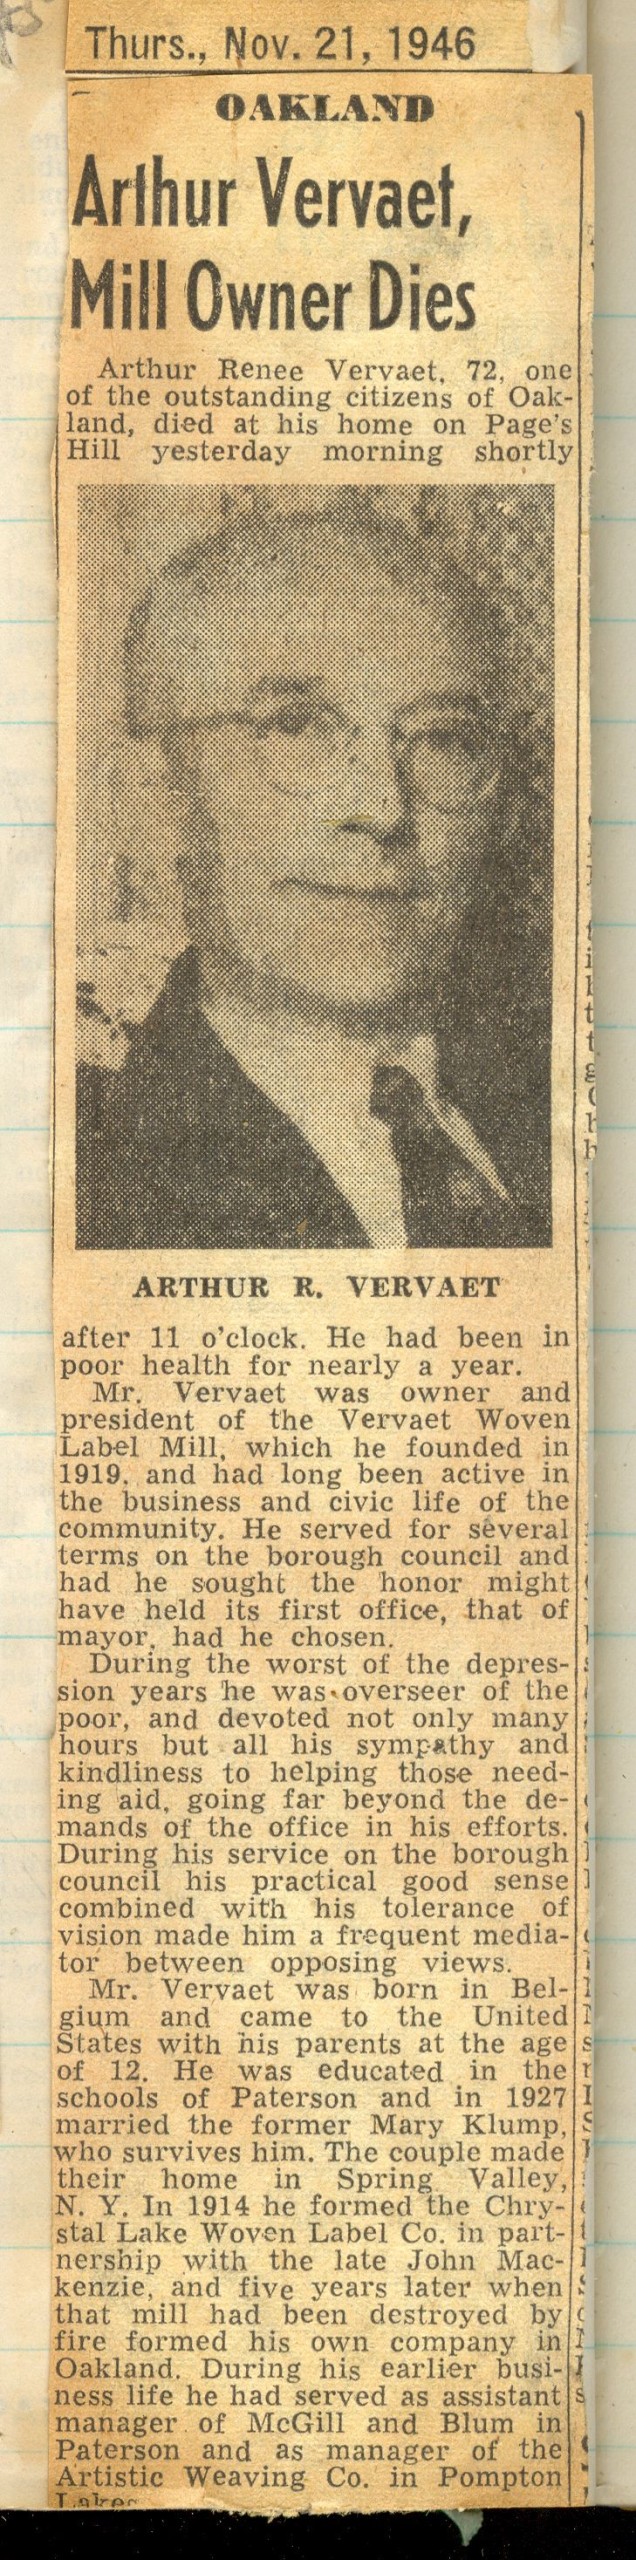 Thurs., Nov. 21, 1946
OAKLAND
Arthur Vervaet,
Mill Owner Dies
Arthur Renee Vervaet, 72, one
of the outstanding citizens of Oak-
land, died at his home on Page's
Hill yesterday morning shortly
ARTHUR R. VERVAET
after 11 o'clock. He had been in
poor health for nearly a year.
Mr. Vervaet was owner and
president of the Vervaet Woven
Label Mill, which he founded in
1919, and had long been active in
the business and civic life of the
community. He served for several
terms on the borough council and
had he sought the honor might
have held its first office, that of
mayor, had he chosen.
During the worst of the depres-
sion years he was overseer of the
poor, and devoted not only many
hours but all his sympathy and
kindliness to helping those need-
ing aid, going far beyond the de-
mands of the office in his efforts.
During his service on the borough
council his practical good sense
combined with his tolerance of
vision made him a frequent media-
tor between opposing views.
Mr. Vervaet was born in Bel-
gium and came to the United
States with his parents at the age
of 12. He was educated in the
schools of Paterson and in 1927
married the former Mary Klump,
who survives him. The couple made
their home in Spring Valley,
N. Y. In 1914 he formed the Chry-
stal Lake Woven Label Co. in part-
nership with the late John Mac-
kenzie, and five years later when
that mill had been destroyed by
fire formed his own company in
Oakland. During his earlier busi-
ness life he had served as assistant
manager of McGill and Blum in
Paterson and as manager of the
Artistic Weaving Co. in Pompton
Lakes